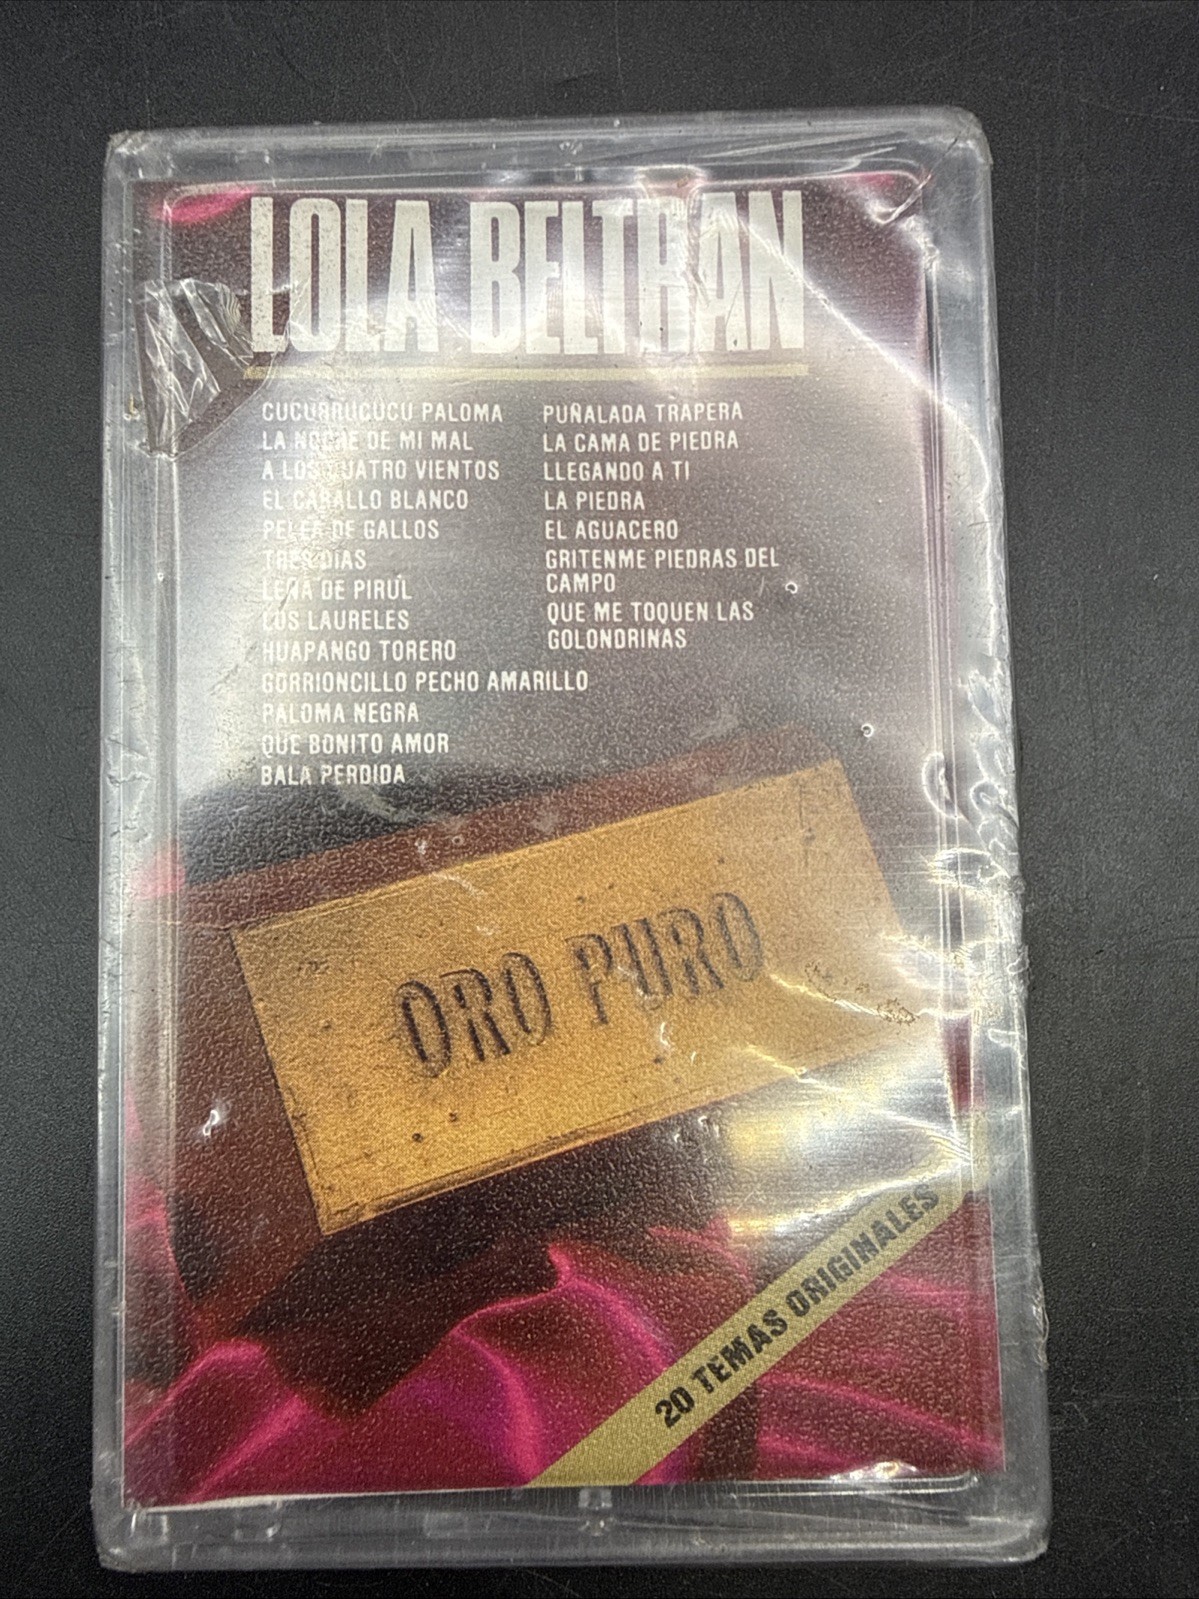 LOLA BELTRAN
CUCURRUCUCU PALOMA
LA NOCHE DE MI MAL
A LOS CUATRO VIENTOS
EL CABALLO BLANCO
PELEA DE GALLOS
TRES DIAS
LEÑA DE PIRÚL
LOS LAURELES
HUAPANGO TORERO
GORRIONCILLO PECHO AMARILLO
PALOMA NEGRA
QUE BONITO AMOR
BALA PERDIDA
PUÑALADA TRAPERA
LA CAMA DE PIEDRA
LLEGANDO A TI
LA PIEDRA
EL AGUACERO
GRITENME PIEDRAS DEL
CAMPO
QUE ME TOQUEN LAS
GOLONDRINAS
ORO PURO
20 TEMAS ORIGINALES